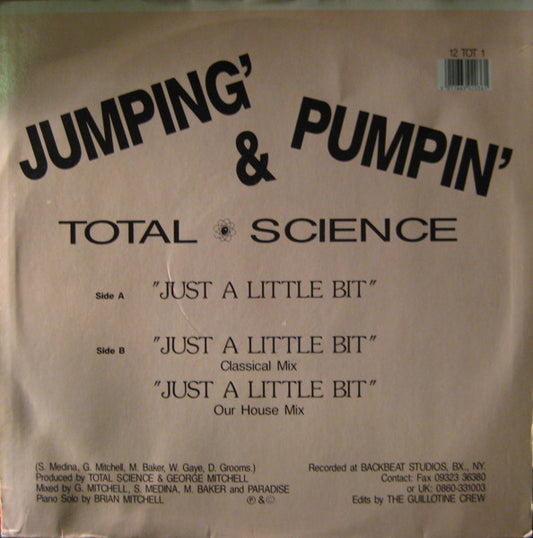 12 TOT 1
JUMPING' & PUMPIN'
TOTAL SCIENCE
Side A "JUST A LITTLE BIT"
Side B "JUST A LITTLE BIT"
Classical Mix
"JUST A LITTLE BIT"
Our House Mix
(S. Medina, G. Mitchell, M. Baker, W. Gaye, D. Grooms.)
Produced by TOTAL SCIENCE & GEORGE MITCHELL
Mixed by G. MITCHELL, S. MEDINA, M. BAKER and PARADISE
Piano Solo by BRIAN MITCHELL ℗ & ©
Recorded at BACKBEAT STUDIOS, BX., NY.
Contact: Fax 09323 36380
or UK: 0860-331003
Edits by THE GUILLOTINE CREW